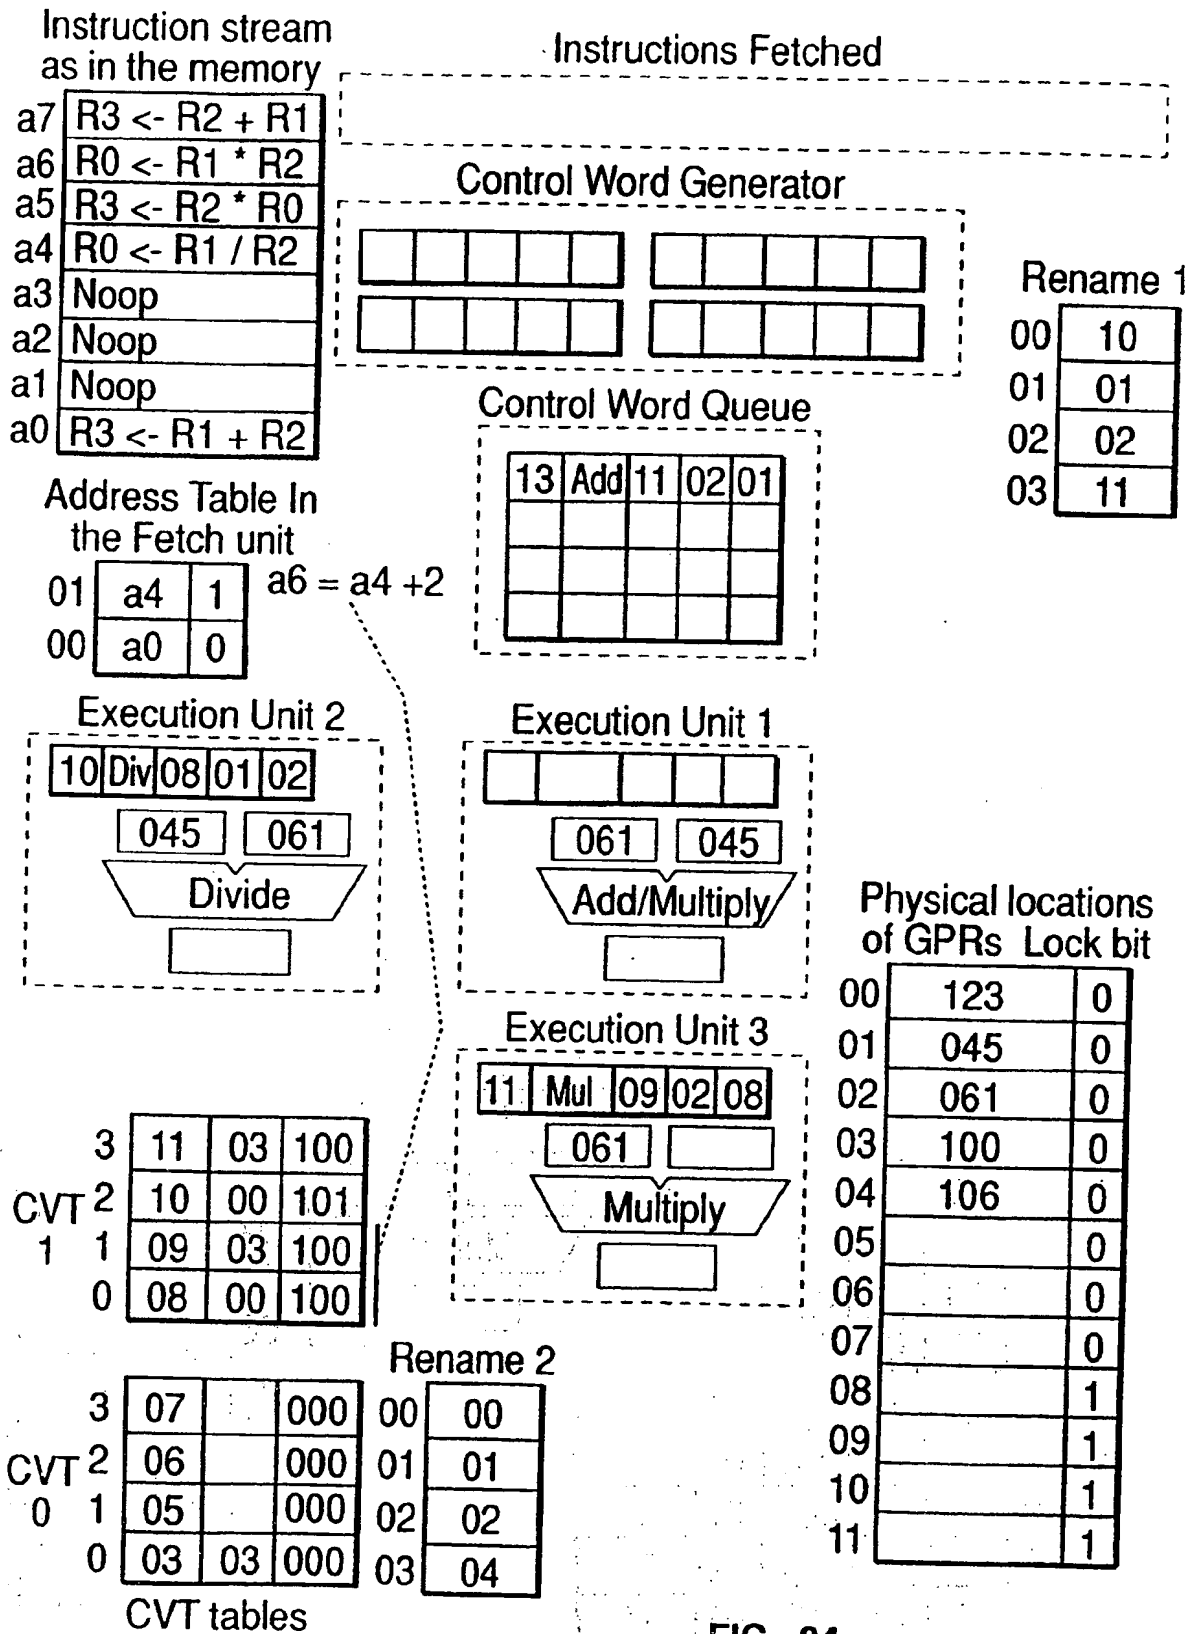 Instruction stream
as in the memory
a7 R3 <- R2 + R1
a6 R0 <- R1 * R2
a5 R3 <- R2 * R0
a4 R0 <- R1 / R2
a3 Noop
a2 Noop
a1 Noop
a0 R3 <- R1 + R2
Instructions Fetched
Control Word Generator
Rename 1
00 10
01 01
02 02
03 11
Control Word Queue
13 Add 11 02 01
Address Table In
the Fetch unit
01 a4 1
00 a0 0
a6 = a4 +2
Execution Unit 2
10 Div 08 01 02
045 061
Divide
Execution Unit 1
061 045
Add/Multiply
Execution Unit 3
11 Mul 09 02 08
061
Multiply
Physical locations
of GPRs Lock bit
00 123 0
01 045 0
02 061 0
03 100 0
04 106 0
05 0
06 0
07 0
08 1
09 1
10 1
11 1
CVT
1
3 11 03 100
2 10 00 101
1 09 03 100
0 08 00 100
CVT
0
3 07 000
2 06 000
1 05 000
0 03 03 000
CVT tables
Rename 2
00 00
01 01
02 02
03 04